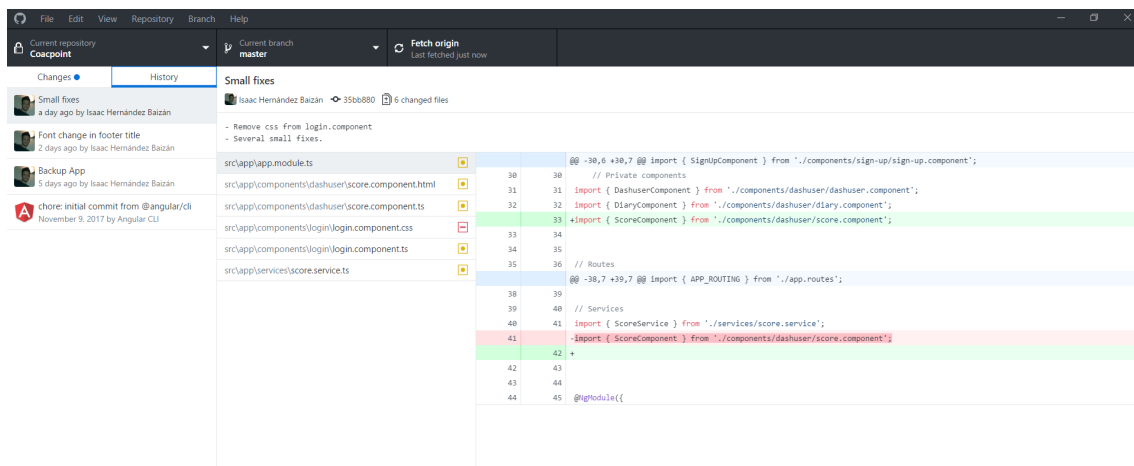 File Edit View Repository Branch Help
Current repository
Coacpoint
Current branch
master
Fetch origin
Last fetched just now
Changes
History
Small fixes
a day ago by Isaac Hernández Baizán
Font change in footer title
2 days ago by Isaac Hernández Baizán
Backup App
5 days ago by Isaac Hernández Baizán
chore: initial commit from @angular/cli
November 9, 2017 by Angular CLI
Small fixes
Isaac Hernández Baizán 35bb880 6 changed files
- Remove css from login.component
- Several small fixes.
src\app\app.module.ts
src\app\components\dashuser\score.component.html
src\app\components\dashuser\score.component.ts
src\app\components\login\login.component.css
src\app\components\login\login.component.ts
src\app\services\score.service.ts
@@ -30,6 +30,7 @@ import { SignUpComponent } from './components/sign-up/sign-up.component';
30 30 // Private components
31 31 import { DashuserComponent } from './components/dashuser/dashuser.component';
32 32 import { DiaryComponent } from './components/dashuser/diary.component';
33 +import { ScoreComponent } from './components/dashuser/score.component';
33 34
34 35
35 36 // Routes
@@ -38,7 +39,7 @@ import { APP_ROUTING } from './app.routes';
38 39
39 40 // Services
40 41 import { ScoreService } from './services/score.service';
41 -import { ScoreComponent } from './components/dashuser/score.component';
42 +
42 43
43 44
44 45 @NgModule({